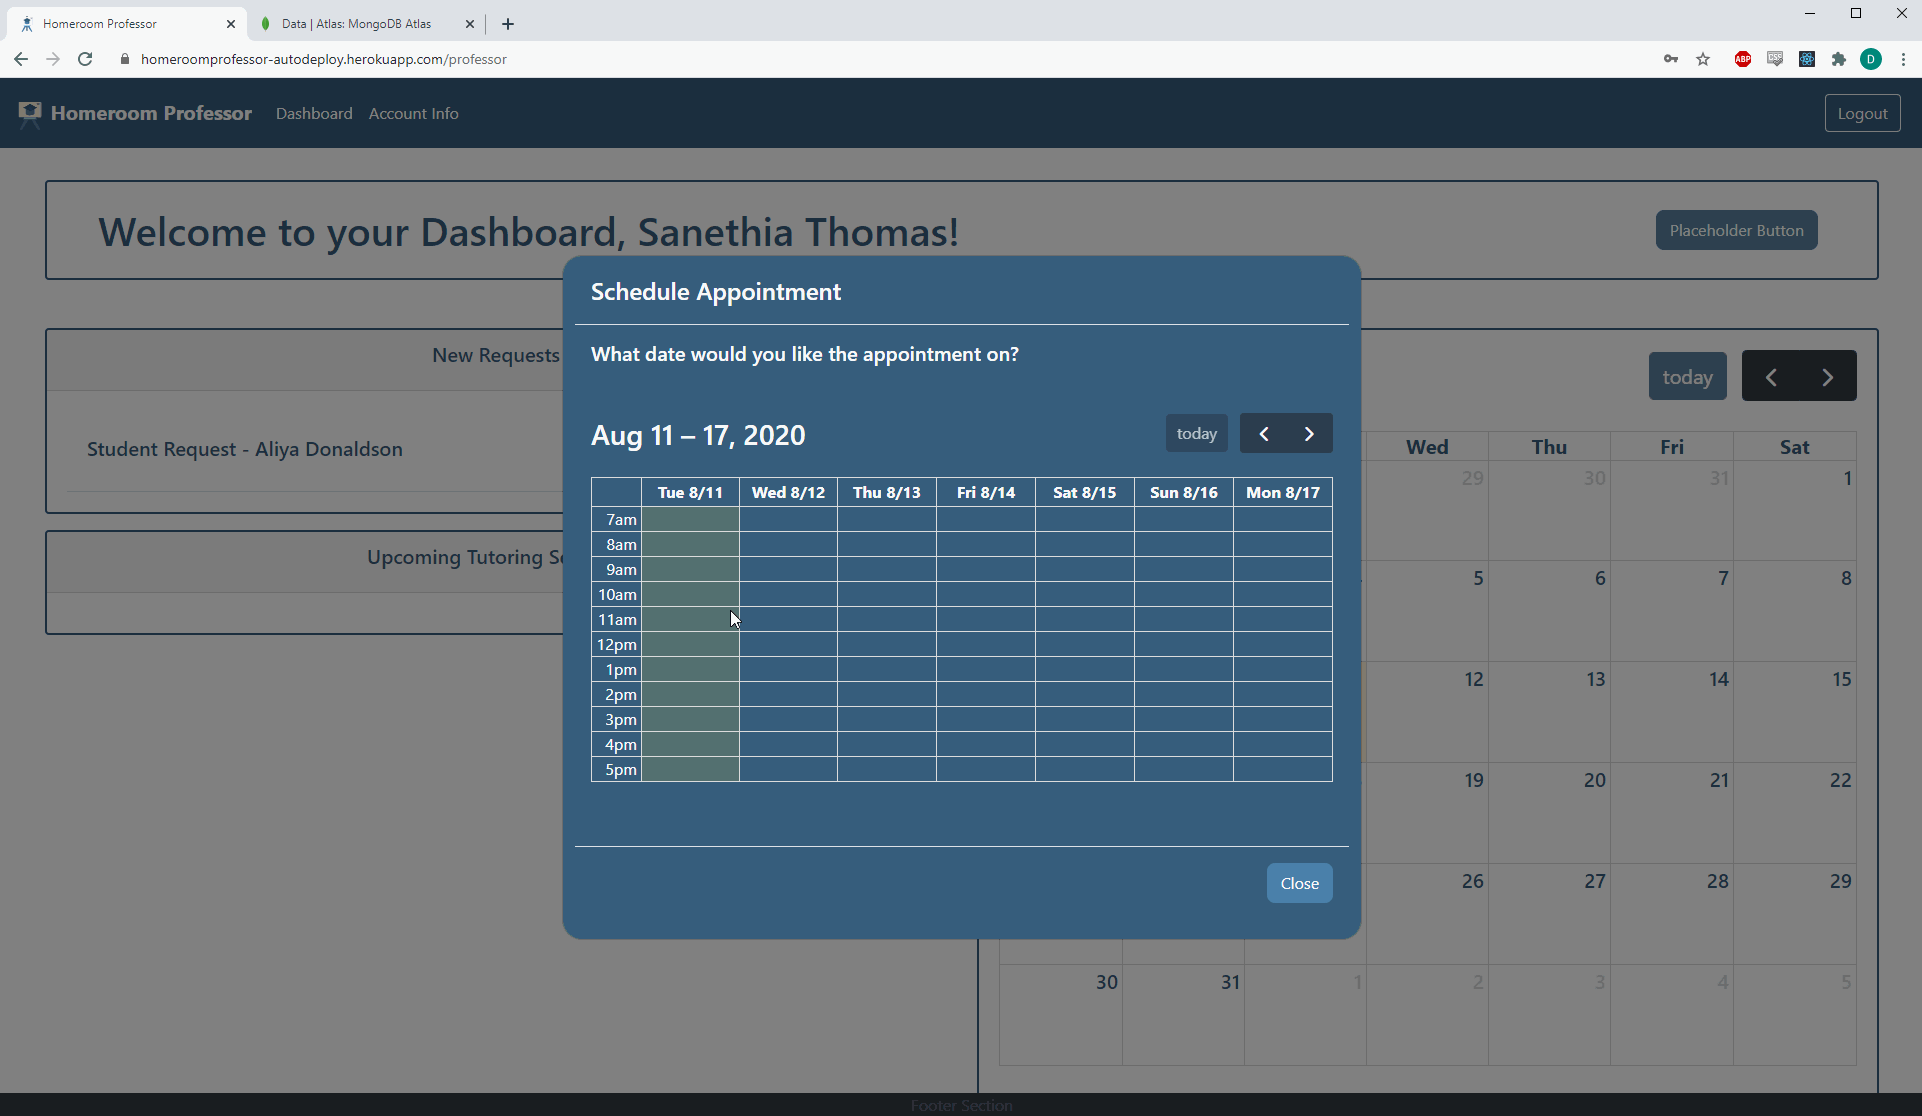 Homeroom Professor
Data | Atlas: MongoDB Atlas
homeroomprofessor-autodeploy.herokuapp.com/professor
ABP
CSS
D
Homeroom Professor Dashboard Account Info Logout
Welcome to your Dashboard, Sanethia Thomas!
Placeholder Button
New Requests
Student Request - Aliya Donaldson
Upcoming Tutoring
Schedule Appointment
What date would you like the appointment on?
Aug 11 – 17, 2020
today
Tue 8/11 Wed 8/12 Thu 8/13 Fri 8/14 Sat 8/15 Sun 8/16 Mon 8/17
7am
8am
9am
10am
11am
12pm
1pm
2pm
3pm
4pm
5pm
Close
today
Wed Thu Fri Sat
29 30 31 1
5 6 7 8
12 13 14 15
19 20 21 22
26 27 28 29
30 31 1 2 3 4 5
Footer Section